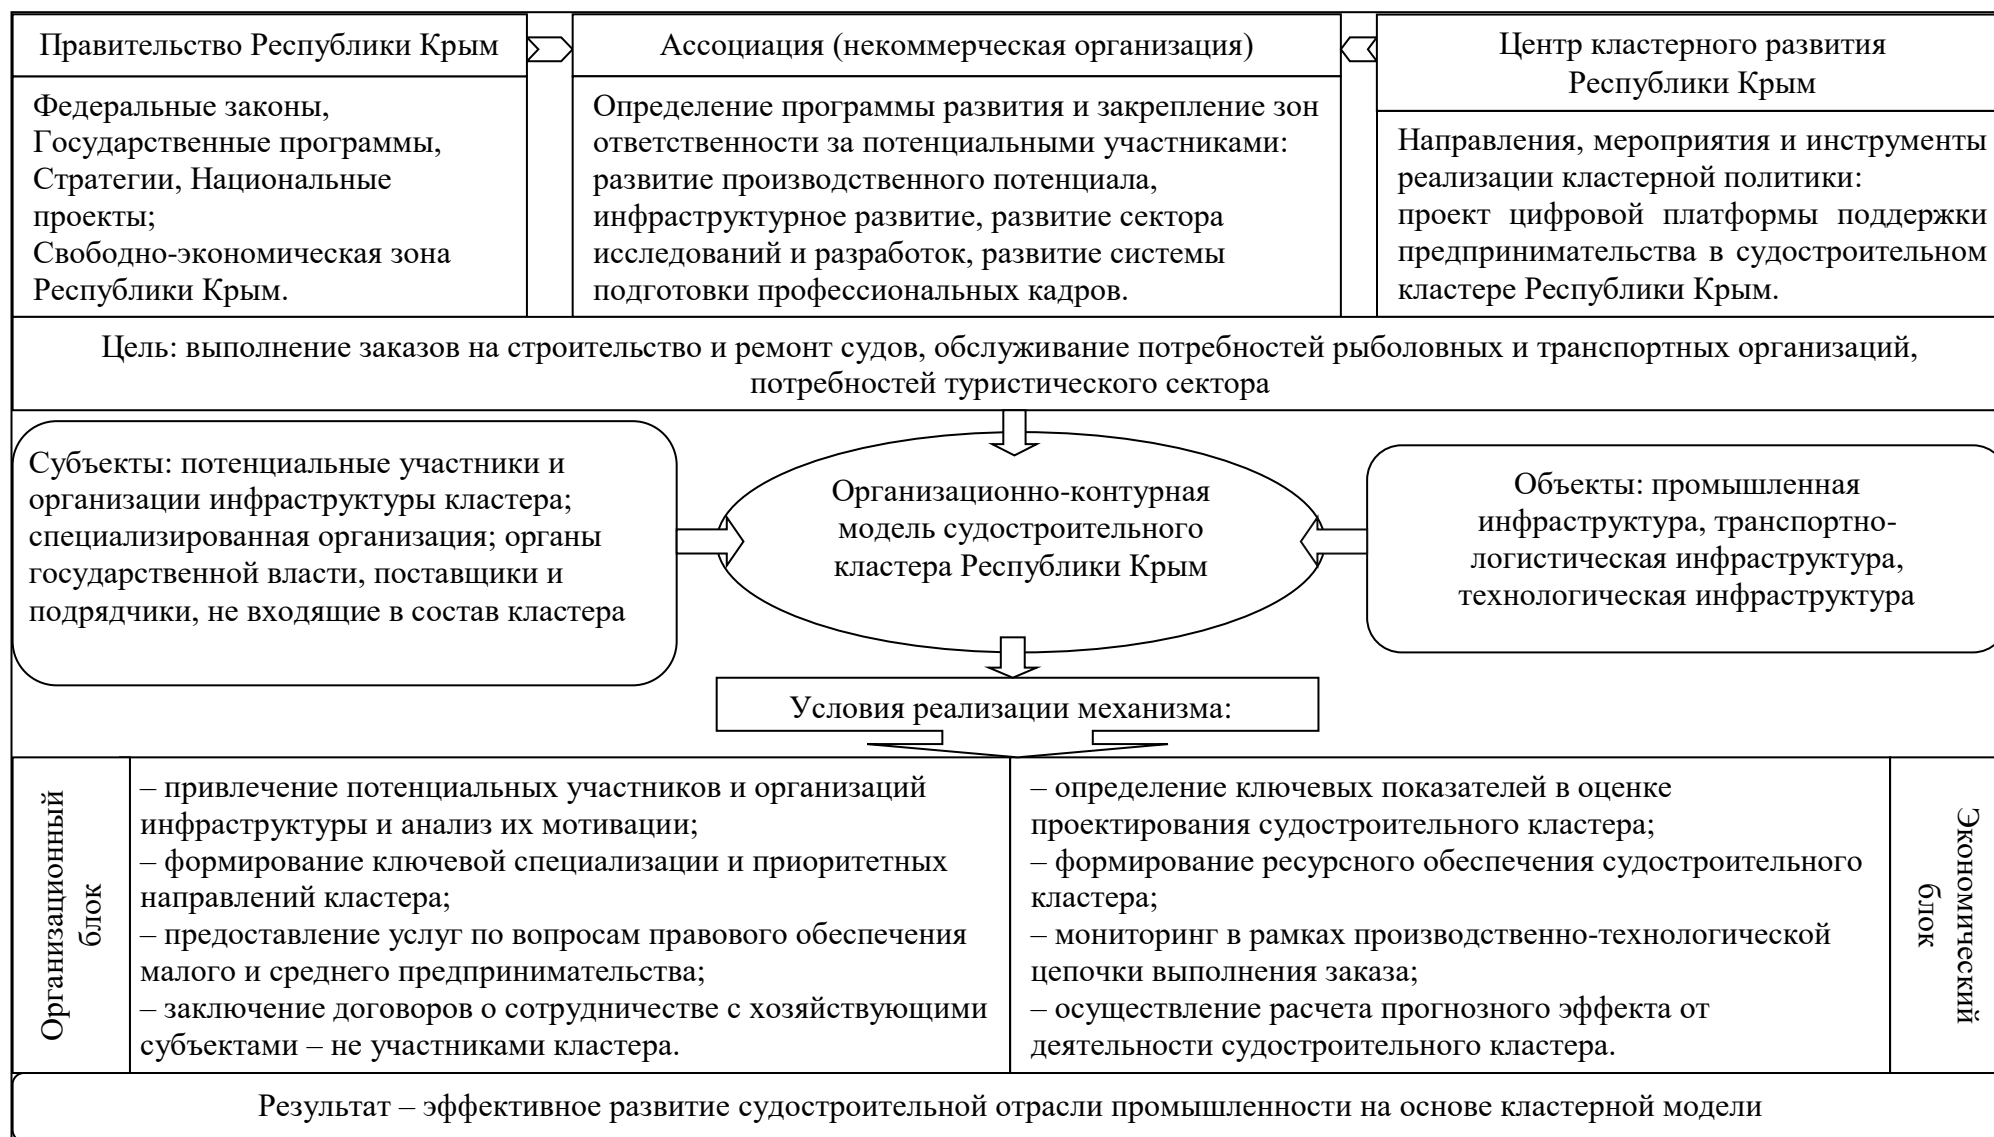 Правительство Республики Крым
Федеральные законы,
Государственные программы,
Стратегии, Национальные
проекты;
Свободно-экономическая зона
Республики Крым.
Ассоциация (некоммерческая организация)
Определение программы развития и закрепление зон
ответственности за потенциальными участниками:
развитие производственного потенциала,
инфраструктурное развитие, развитие сектора
исследований и разработок, развитие системы
подготовки профессиональных кадров.
Центр кластерного развития
Республики Крым
Направления, мероприятия и инструменты
реализации кластерной политики:
проект цифровой платформы поддержки
предпринимательства в судостроительном
кластере Республики Крым.
Цель: выполнение заказов на строительство и ремонт судов, обслуживание потребностей рыболовных и транспортных организаций,
потребностей туристического сектора
Субъекты: потенциальные участники и
организации инфраструктуры кластера;
специализированная организация; органы
государственной власти, поставщики и
подрядчики, не входящие в состав кластера
Организационно-контурная
модель судостроительного
кластера Республики Крым
Объекты: промышленная
инфраструктура, транспортно-
логистическая инфраструктура,
технологическая инфраструктура
Условия реализации механизма:
Организационный
блок
– привлечение потенциальных участников и организаций
инфраструктуры и анализ их мотивации;
– формирование ключевой специализации и приоритетных
направлений кластера;
– предоставление услуг по вопросам правового обеспечения
малого и среднего предпринимательства;
– заключение договоров о сотрудничестве с хозяйствующими
субъектами – не участниками кластера.
– определение ключевых показателей в оценке
проектирования судостроительного кластера;
– формирование ресурсного обеспечения судостроительного
кластера;
– мониторинг в рамках производственно-технологической
цепочки выполнения заказа;
– осуществление расчета прогнозного эффекта от
деятельности судостроительного кластера.
Экономический
блок
Результат – эффективное развитие судостроительной отрасли промышленности на основе кластерной модели